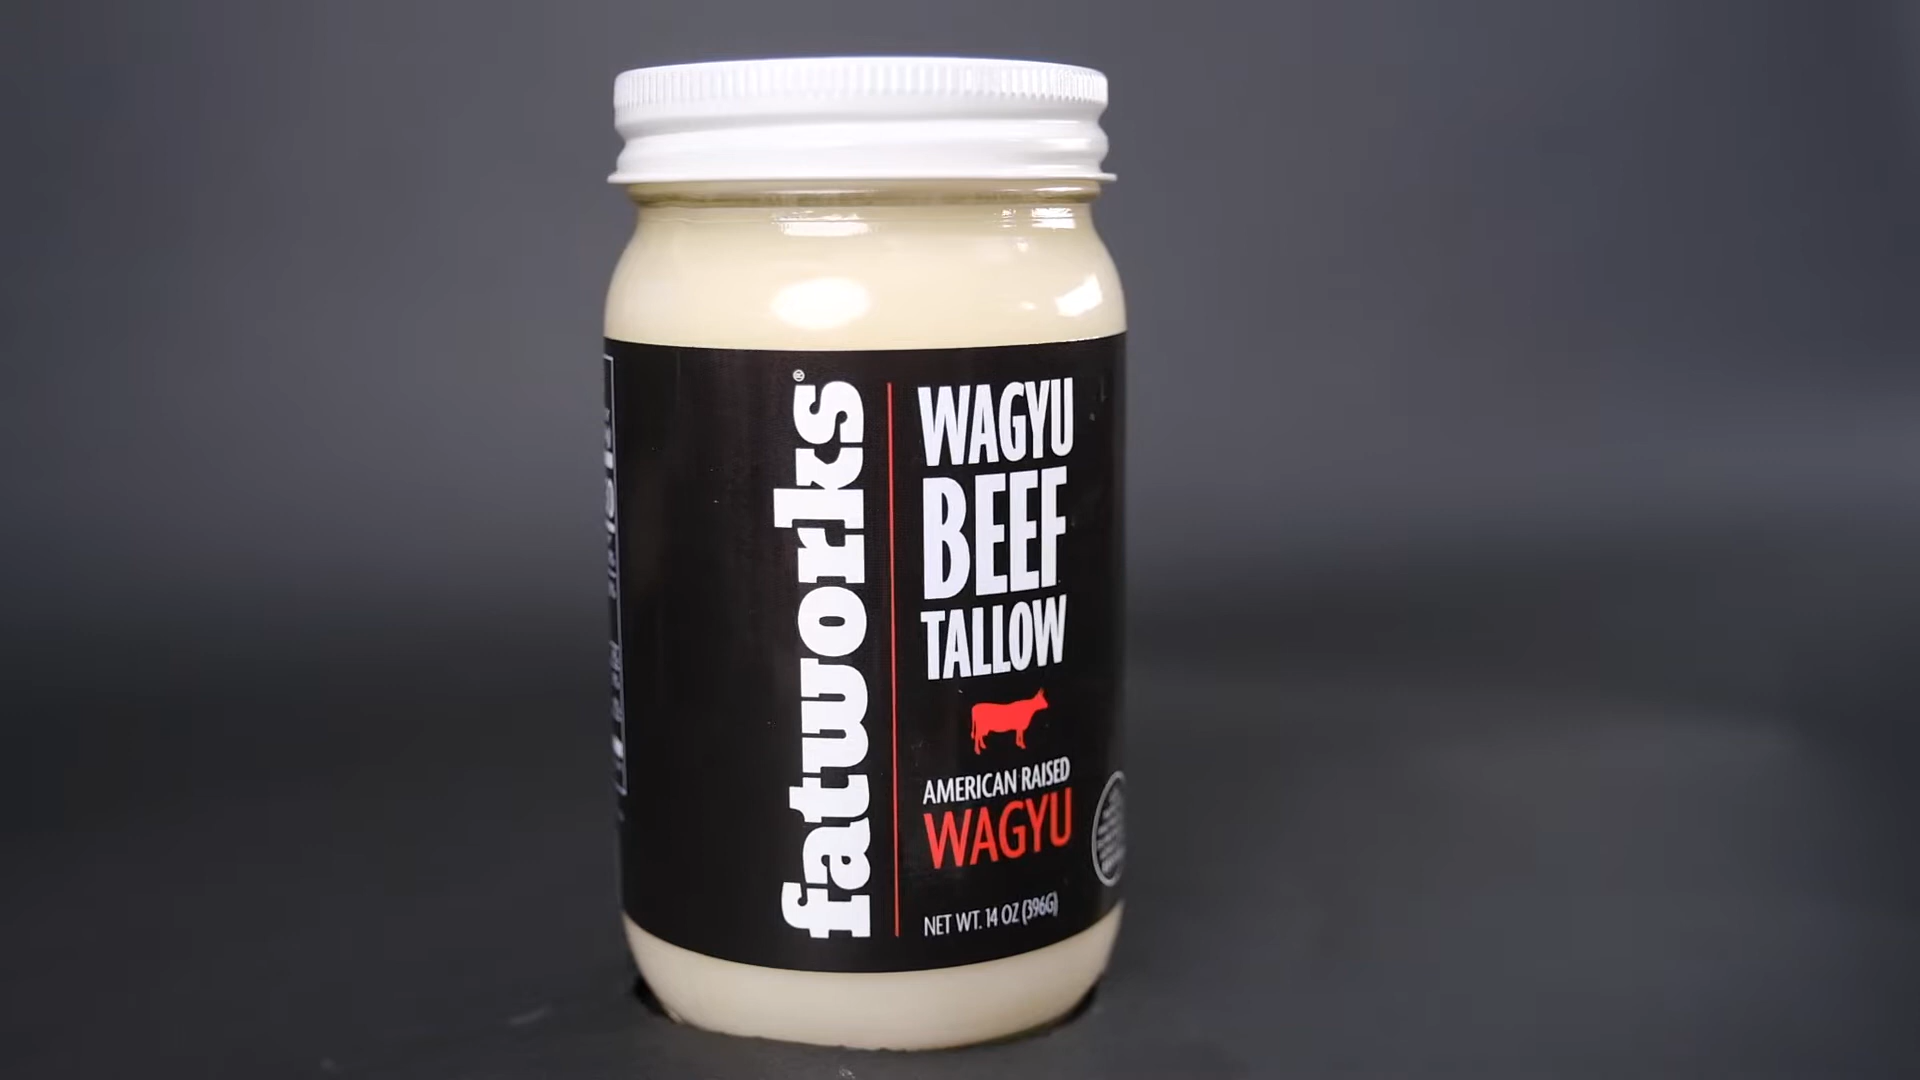 fatworks®
WAGYU
BEEF
TALLOW
AMERICAN RAISED
WAGYU
NET WT. 14 OZ (396G)